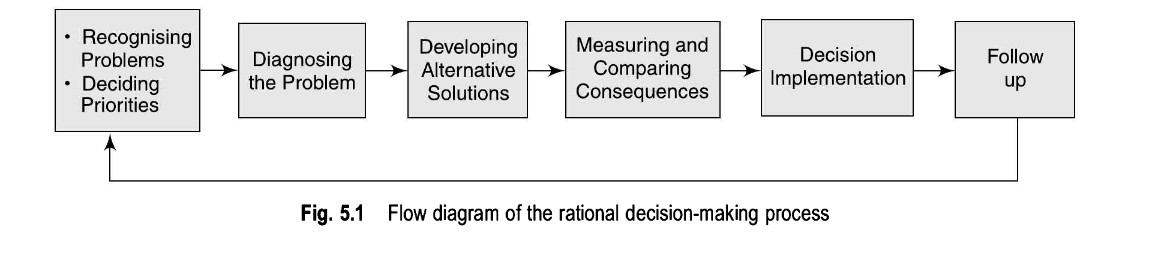 • Recognising
Problems
• Deciding
Priorities
Diagnosing
the Problem
Developing
Alternative
Solutions
Measuring and
Comparing
Consequences
Decision
Implementation
Follow
up
Fig. 5.1 Flow diagram of the rational decision-making process